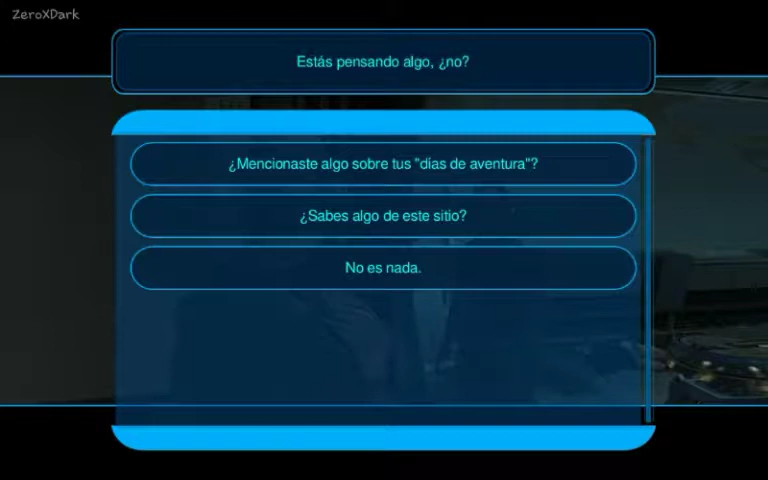 ZeroXDark
Estás pensando algo, ¿no?
¿Mencionaste algo sobre tus "días de aventura"?
¿Sabes algo de este sitio?
No es nada.